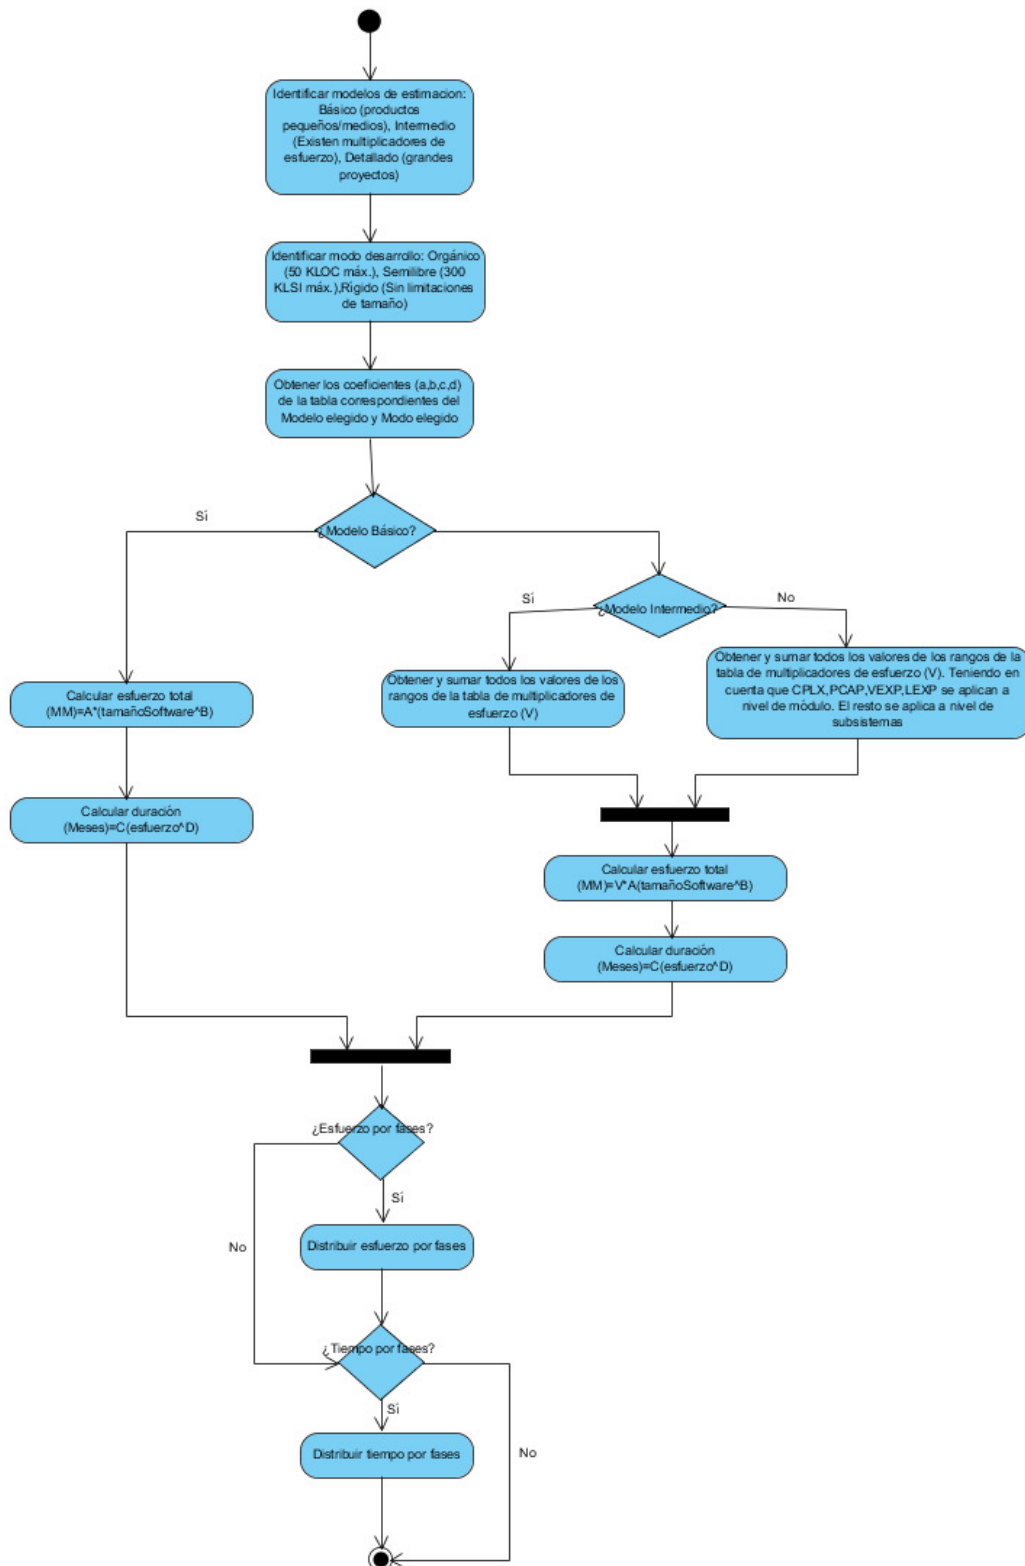 Identificar modelos de estimacion:
Básico (productos
pequeños/medios), Intermedio
(Existen multiplicadores de
esfuerzo), Detallado (grandes
proyectos)
Identificar modo desarrollo: Orgánico
(50 KLOC máx.), Semilibre (300
KLSI máx.),Rígido (Sin limitaciones
de tamaño)
Obtener los coeficientes (a,b,c,d)
de la tabla correspondientes del
Modelo elegido y Modo elegido
Sí
¿Modelo Básico?
Sí
¿Modelo Intermedio?
No
Calcular esfuerzo total
(MM)=A*(tamañoSoftware^B)
Obtener y sumar todos los valores de los
rangos de la tabla de multiplicadores de
esfuerzo (V)
Obtener y sumar todos los valores de los rangos de la
tabla de multiplicadores de esfuerzo (V). Teniendo en
cuenta que CPLX,PCAP,VEXP,LEXP se aplican a
nivel de módulo. El resto se aplica a nivel de
subsistemas
Calcular duración
(Meses)=C(esfuerzo^D)
Calcular esfuerzo total
(MM)=V*A(tamañoSoftware^B)
Calcular duración
(Meses)=C(esfuerzo^D)
¿Esfuerzo por fases?
Sí
No
Distribuir esfuerzo por fases
¿Tiempo por fases?
Sí
Distribuir tiempo por fases
No